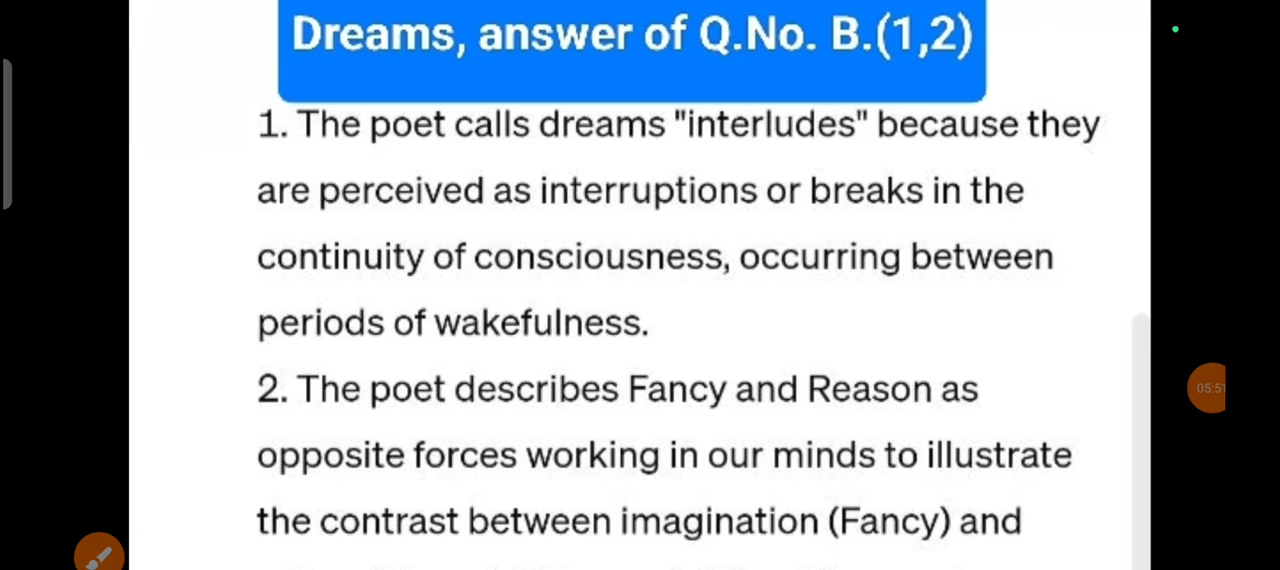 Dreams, answer of Q.No. B.(1,2)
1. The poet calls dreams "interludes" because they
are perceived as interruptions or breaks in the
continuity of consciousness, occurring between
periods of wakefulness.
2. The poet describes Fancy and Reason as
opposite forces working in our minds to illustrate
the contrast between imagination (Fancy) and
05:51